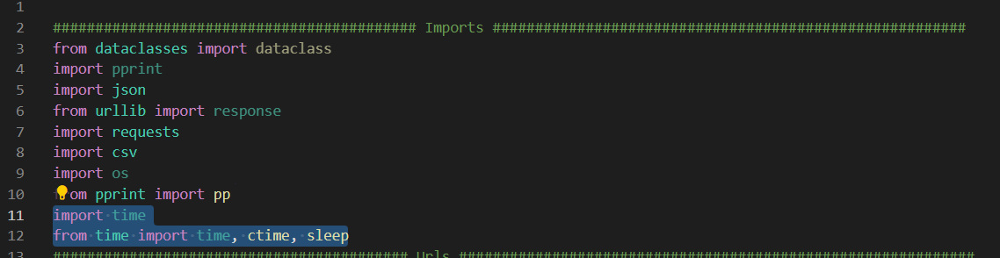 1
2 ########################################### Imports ########################################################
3 from dataclasses import dataclass
4 import pprint
5 import json
6 from urllib import response
7 import requests
8 import csv
9 import os
10 om pprint import pp
11 import time
12 from time import time, ctime, sleep
13 ########################################## Urls #############################################################